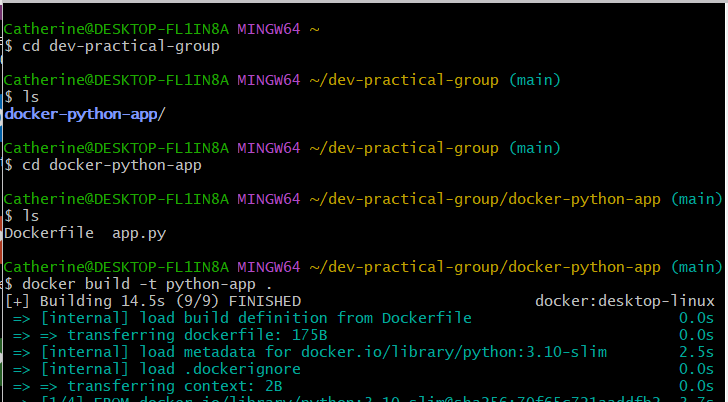 Catherine@DESKTOP-FL1IN8A MINGW64 ~
$ cd dev-practical-group
Catherine@DESKTOP-FL1IN8A MINGW64 ~/dev-practical-group (main)
$ ls
docker-python-app/
Catherine@DESKTOP-FL1IN8A MINGW64 ~/dev-practical-group (main)
$ cd docker-python-app
Catherine@DESKTOP-FL1IN8A MINGW64 ~/dev-practical-group/docker-python-app (main)
$ ls
Dockerfile  app.py
Catherine@DESKTOP-FL1IN8A MINGW64 ~/dev-practical-group/docker-python-app (main)
$ docker build -t python-app .
[+] Building 14.5s (9/9) FINISHED docker:desktop-linux
=> [internal] load build definition from Dockerfile 0.0s
=> => transferring dockerfile: 175B 0.0s
=> [internal] load metadata for docker.io/library/python:3.10-slim 2.5s
=> [internal] load .dockerignore 0.0s
=> => transferring context: 2B 0.0s
=> [1/4] FROM docker.io/library/python:3.10-slim@sha256: